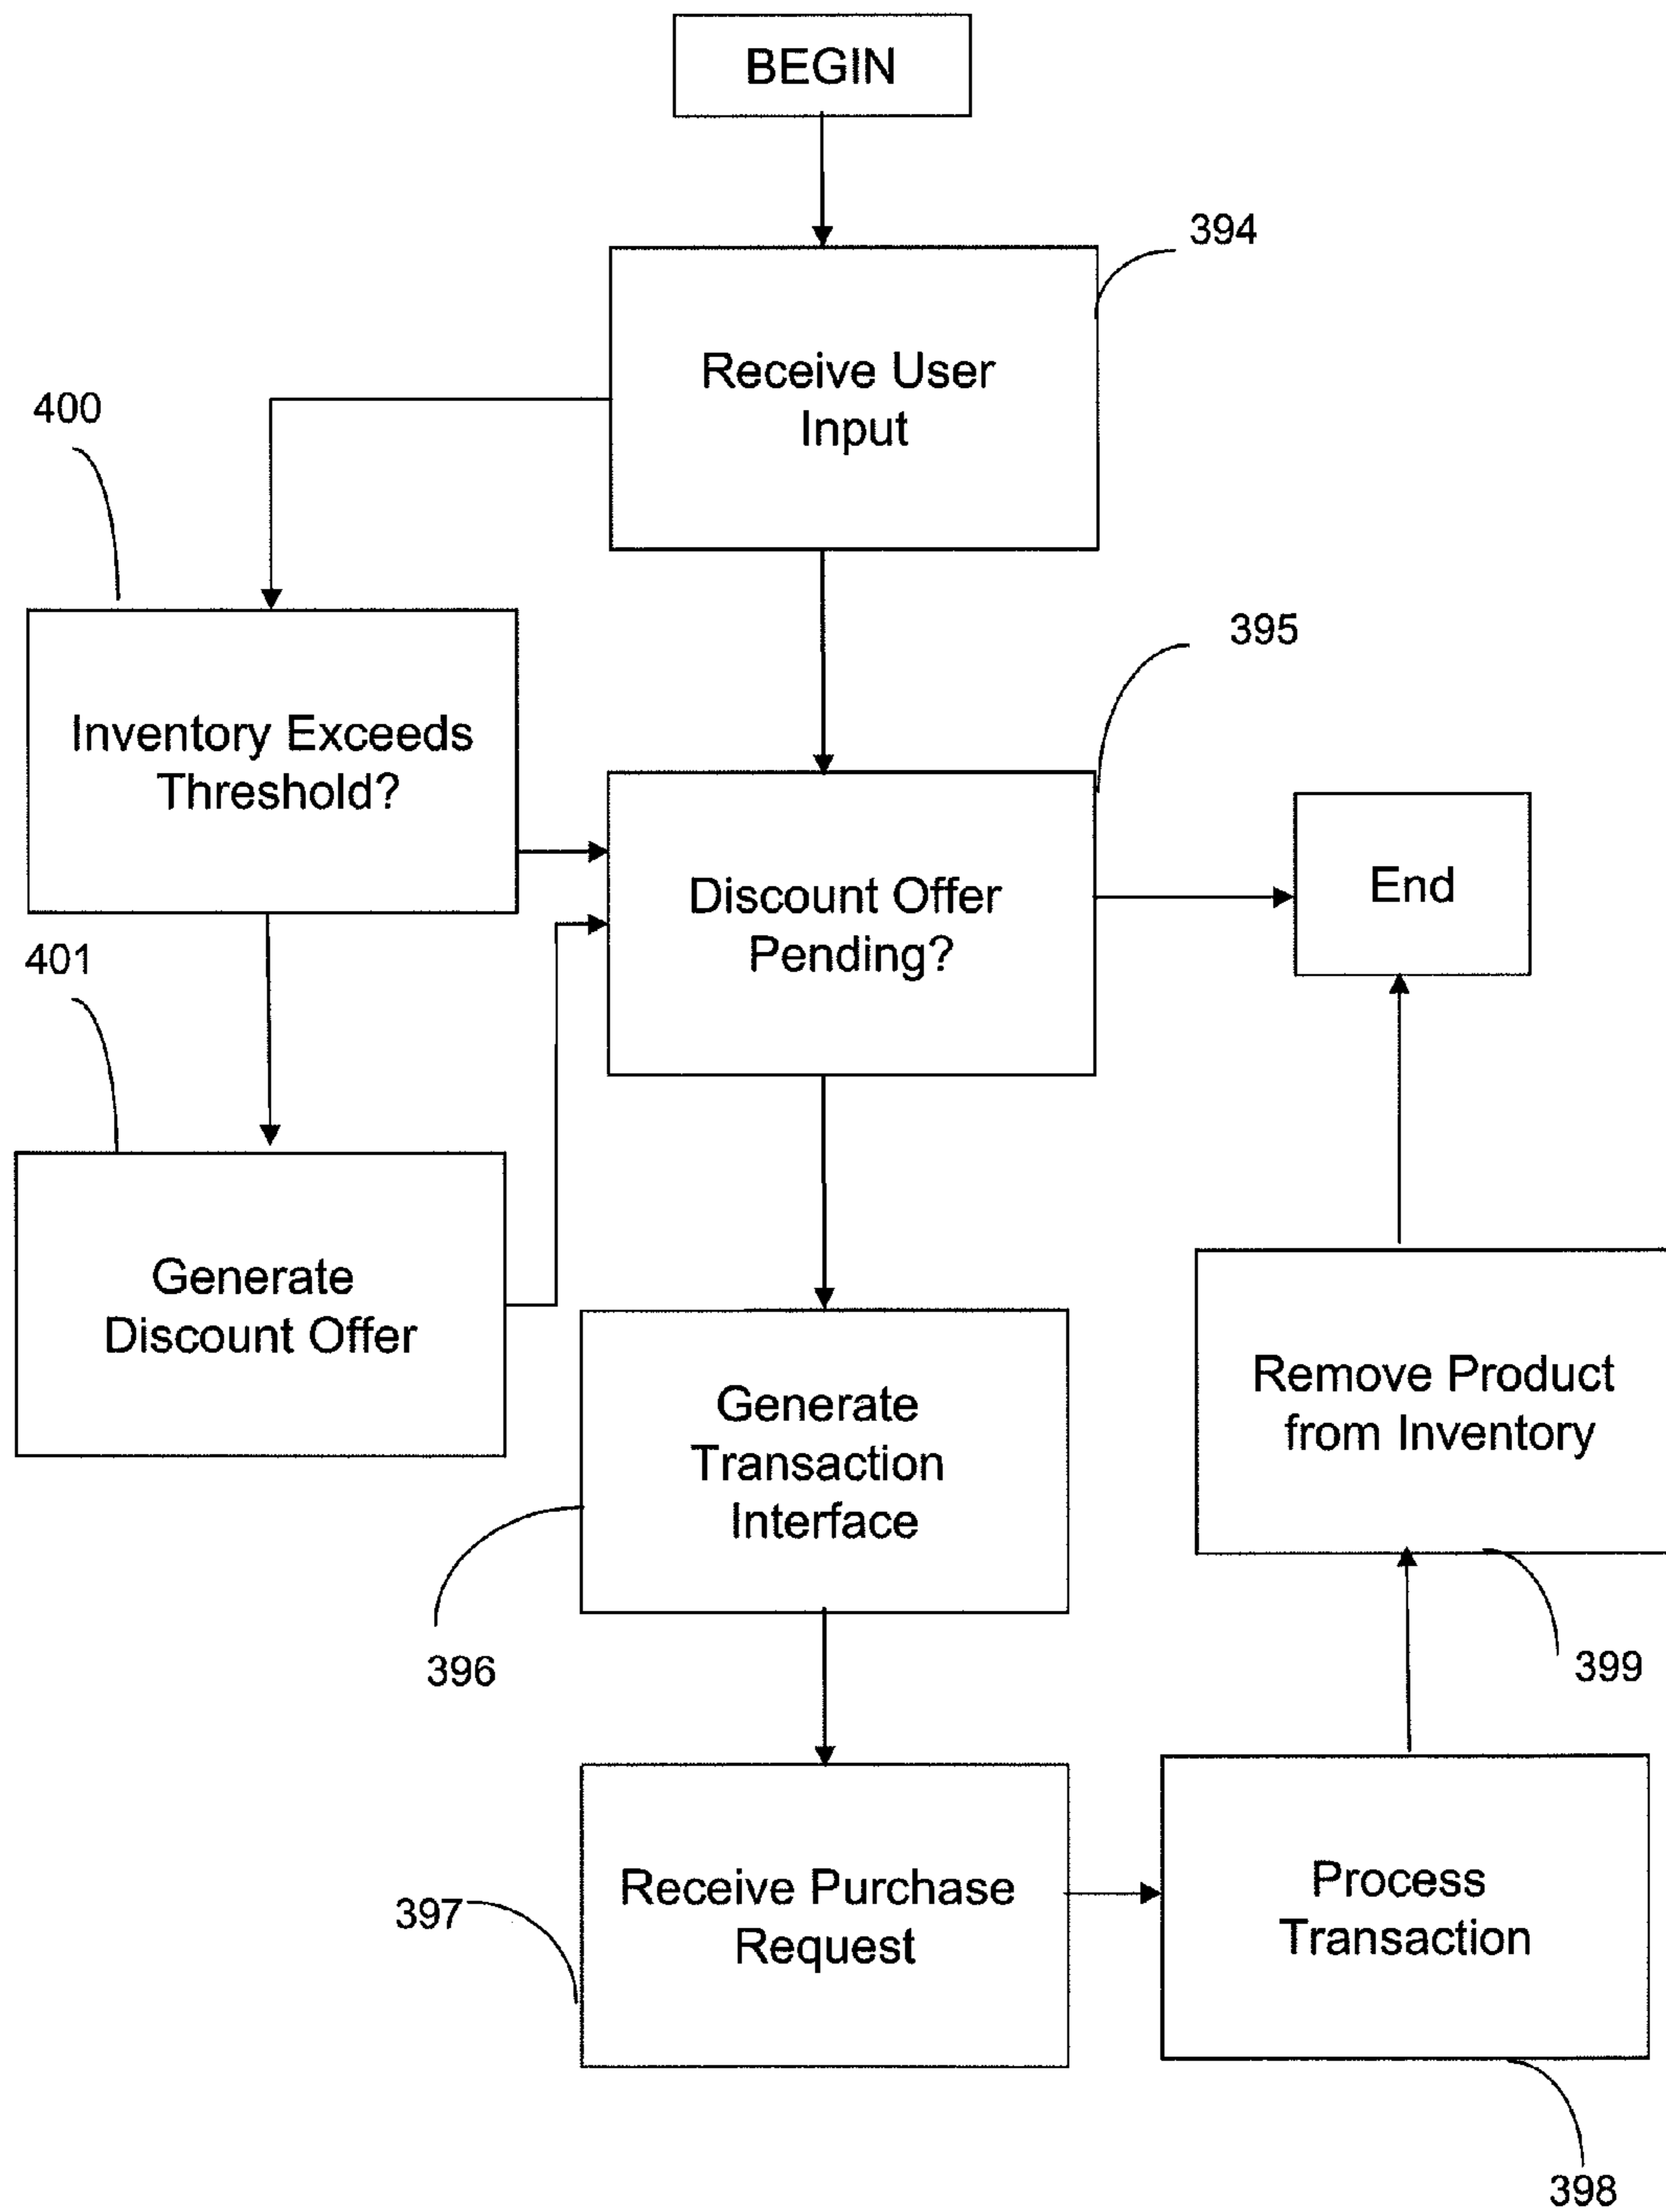 BEGIN
394
Receive User
Input
400
Inventory Exceeds
Threshold?
395
Discount Offer
Pending?
End
401
Generate
Discount Offer
Generate
Transaction
Interface
396
Remove Product
from Inventory
399
397
Receive Purchase
Request
Process
Transaction
398